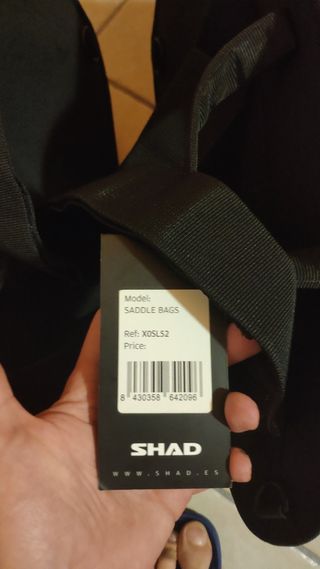 Model:
SADDLE BAGS
Ref: X0SL52
Price:
8 430358 642096
SHAD
WWW.SHAD.ES